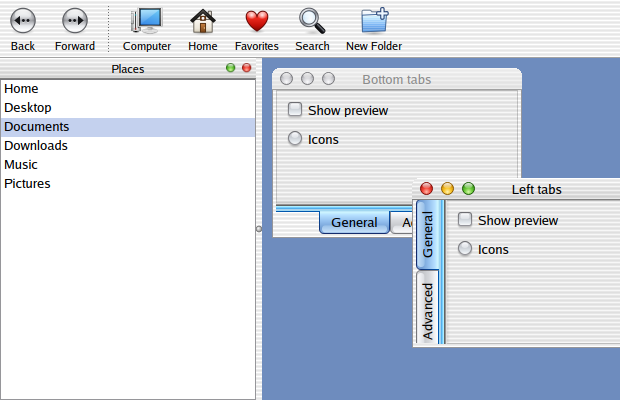 Back Forward Computer Home Favorites Search New Folder
Places
Home
Desktop
Documents
Downloads
Music
Pictures
Bottom tabs
Show preview
Icons
General
Left tabs
General
Advanced
Show preview
Icons